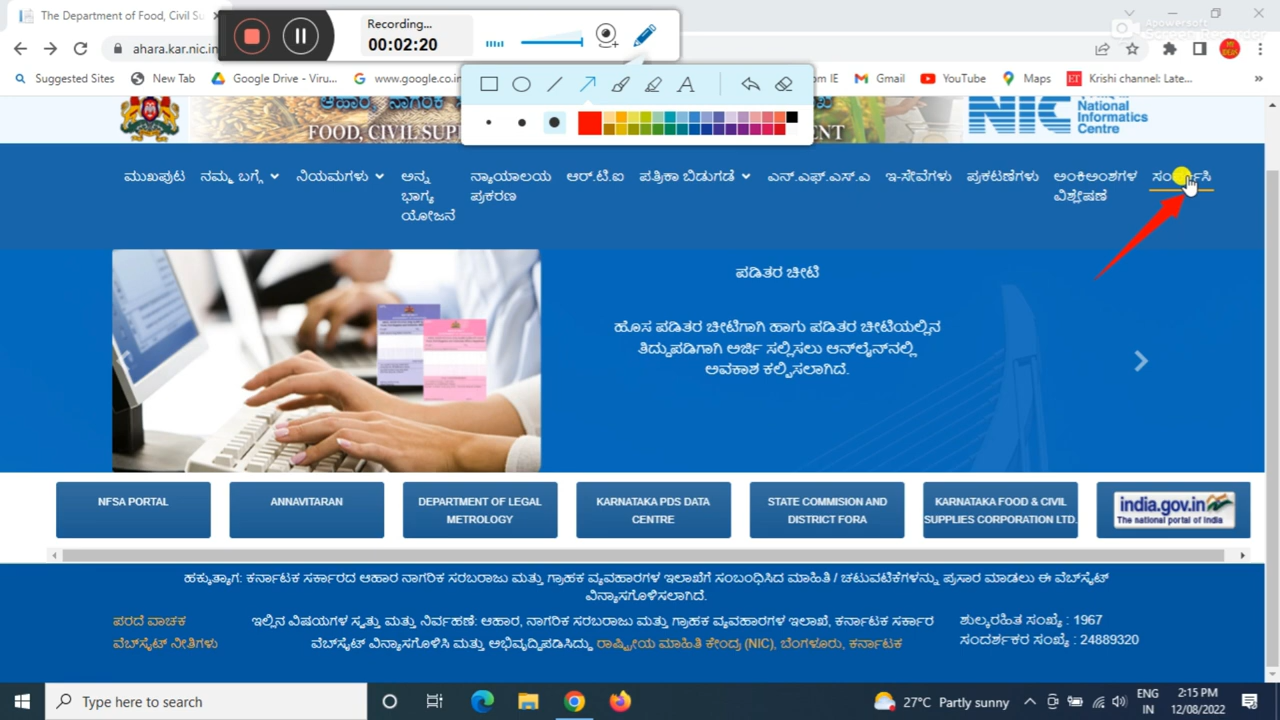 The Department of Food, Civil Su
Recording...
00:02:20
Apowersoft
Screen Recorder
ahara.kar.nic.in
Suggested Sites
New Tab
Google Drive - Viru...
www.google.co.in
IE
Gmail
YouTube
Maps
Krishi channel: Late...
A
ಆಹಾರ, ನಾಗರಿಕ
FOOD, CIVIL SUP
MENT
NIC
National
Informatics
Centre
ಮುಖಪುಟ
ನಮ್ಮ ಬಗ್ಗೆ
ನಿಯಮಗಳು
ಅನ್ನ
ಭಾಗ್ಯ
ಯೋಜನೆ
ನ್ಯಾಯಾಲಯ
ಪ್ರಕರಣ
ಆರ್.ಟಿ.ಐ
ಪತ್ರಿಕಾ ಬಿಡುಗಡೆ
ಎನ್.ಎಫ್.ಎಸ್.ಎ
ಇ-ಸೇವೆಗಳು
ಪ್ರಕಟಣೆಗಳು
ಅಂಕಿಅಂಶಗಳ
ವಿಶ್ಲೇಷಣೆ
ಪಡಿತರ ಚೀಟಿ
ಹೊಸ ಪಡಿತರ ಚೀಟಿಗಾಗಿ ಹಾಗು ಪಡಿತರ ಚೀಟಿಯಲ್ಲಿನ
ತಿದ್ದುಪಡಿಗಾಗಿ ಅರ್ಜಿ ಸಲ್ಲಿಸಲು ಆನ್‌ಲೈನ್‌ನಲ್ಲಿ
ಅವಕಾಶ ಕಲ್ಪಿಸಲಾಗಿದೆ.
NFSA PORTAL
ANNAVITARAN
DEPARTMENT OF LEGAL
METROLOGY
KARNATAKA PDS DATA
CENTRE
STATE COMMISION AND
DISTRICT FORA
KARNATAKA FOOD & CIVIL
SUPPLIES CORPORATION LTD.
india.gov.in
The national portal of India
ಹಕ್ಕುತ್ಯಾಗ: ಕರ್ನಾಟಕ ಸರ್ಕಾರದ ಆಹಾರ ನಾಗರಿಕ ಸರಬರಾಜು ಮತ್ತು ಗ್ರಾಹಕ ವ್ಯವಹಾರಗಳ ಇಲಾಖೆಗೆ ಸಂಬಂಧಿಸಿದ ಮಾಹಿತಿ / ಚಟುವಟಿಕೆಗಳನ್ನು ಪ್ರಸಾರ ಮಾಡಲು ಈ ವೆಬ್‌ಸೈಟ್
ವಿನ್ಯಾಸಗೊಳಿಸಲಾಗಿದೆ.
ಪರದೆ ವಾಚಕ
ಇಲ್ಲಿನ ವಿಷಯಗಳ ಸ್ವತ್ತು ಮತ್ತು ನಿರ್ವಹಣೆ: ಆಹಾರ, ನಾಗರಿಕ ಸರಬರಾಜು ಮತ್ತು ಗ್ರಾಹಕ ವ್ಯವಹಾರಗಳ ಇಲಾಖೆ, ಕರ್ನಾಟಕ ಸರ್ಕಾರ
ಶುಲ್ಕರಹಿತ ಸಂಖ್ಯೆ : 1967
ವೆಬ್‌ಸೈಟ್ ನೀತಿಗಳು
ವೆಬ್‌ಸೈಟ್ ವಿನ್ಯಾಸಗೊಳಿಸಿ ಮತ್ತು ಅಭಿವೃದ್ಧಿಪಡಿಸಿದ್ದು ರಾಷ್ಟ್ರೀಯ ಮಾಹಿತಿ ಕೇಂದ್ರ (NIC), ಬೆಂಗಳೂರು, ಕರ್ನಾಟಕ
ಸಂದರ್ಶಕರ ಸಂಖ್ಯೆ : 24889320
Type here to search
27°C Partly sunny
ENG
IN
2:15 PM
12/08/2022